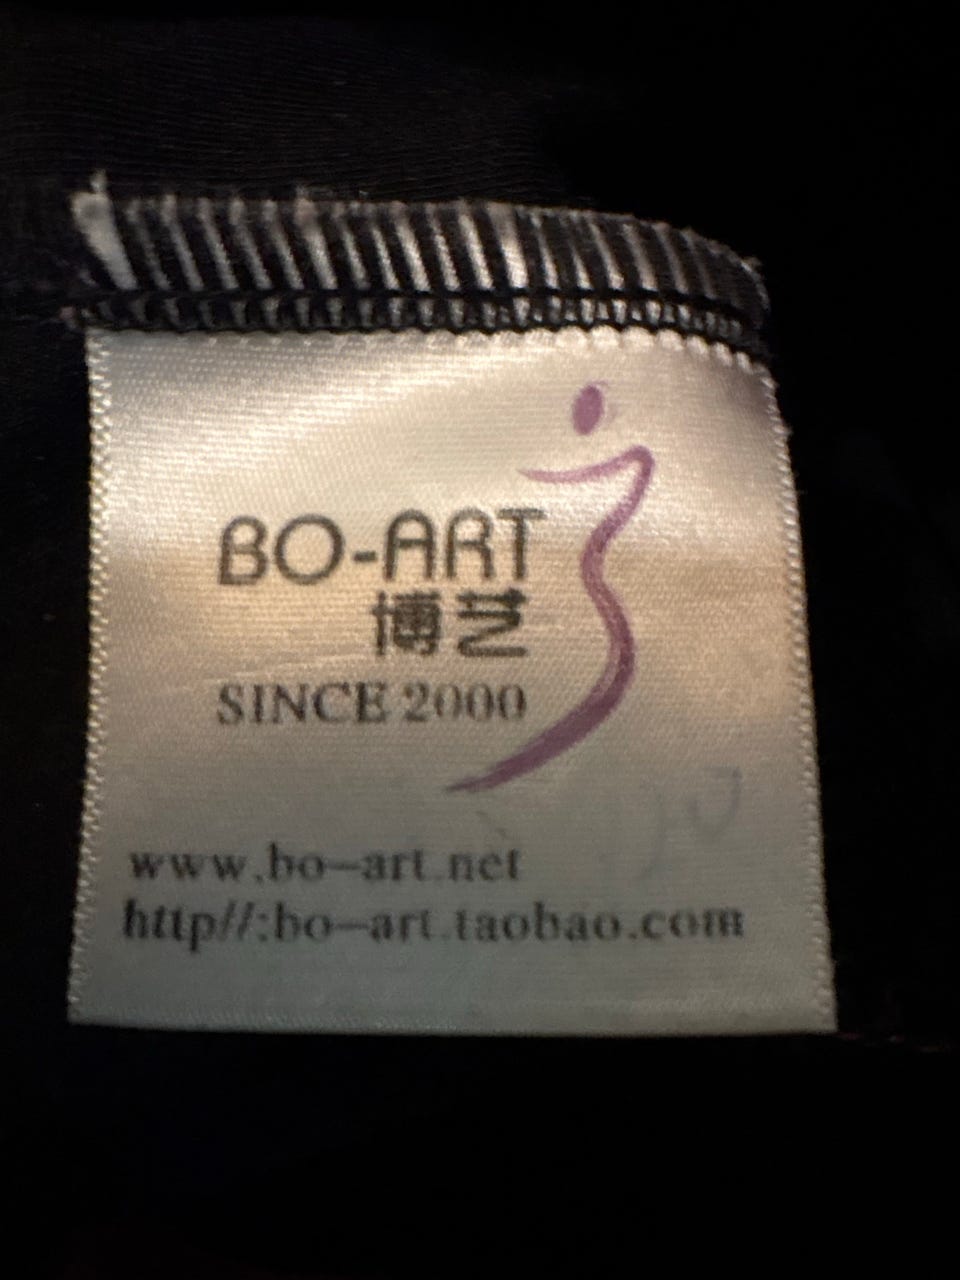 BO-ART
博艺
SINCE 2000
www.bo-art.net
http//:bo-art.taobao.com